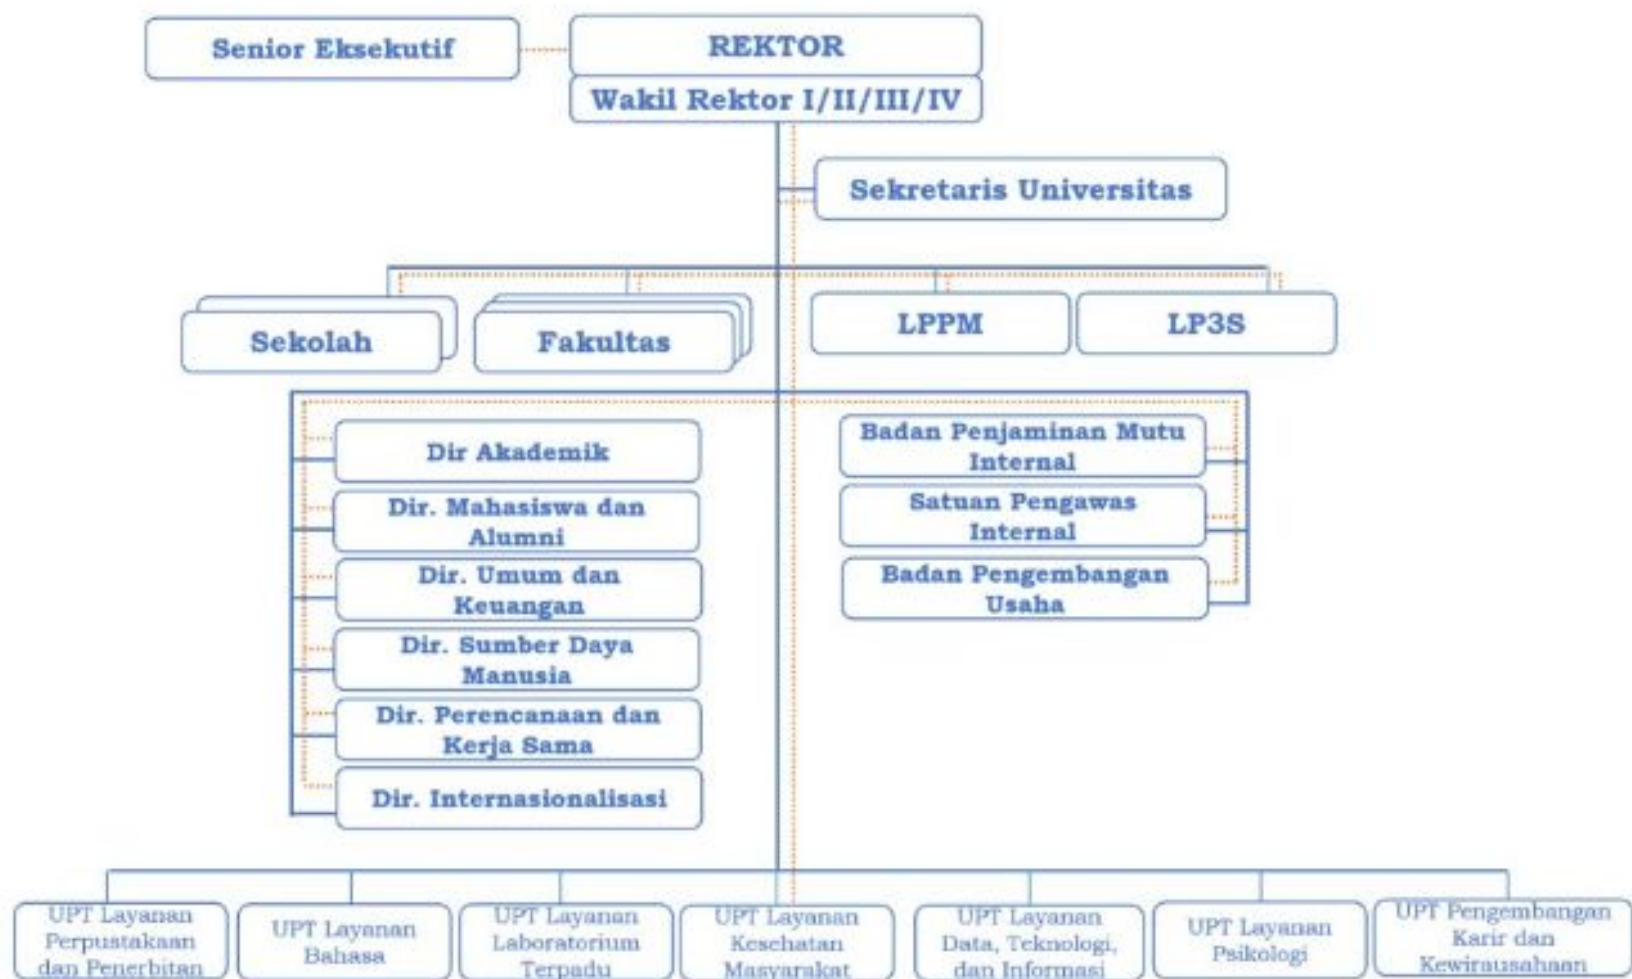 Senior Eksekutif
REKTOR
Wakil Rektor I/II/III/IV
Sekretaris Universitas
Sekolah
Fakultas
LPPM
LP3S
Dir Akademik
Dir. Mahasiswa dan
Alumni
Dir. Umum dan
Keuangan
Dir. Sumber Daya
Manusia
Dir. Perencanaan dan
Kerja Sama
Dir. Internasionalisasi
Badan Penjaminan Mutu
Internal
Satuan Pengawas
Internal
Badan Pengembangan
Usaha
UPT Layanan
Perpustakaan
dan Penerbitan
UPT Layanan
Bahasa
UPT Layanan
Laboratorium
Terpadu
UPT Layanan
Kesehatan
Masyarakat
UPT Layanan
Data, Teknologi,
dan Informasi
UPT Layanan
Psikologi
UPT Pengembangan
Karir dan
Kewirausahaan